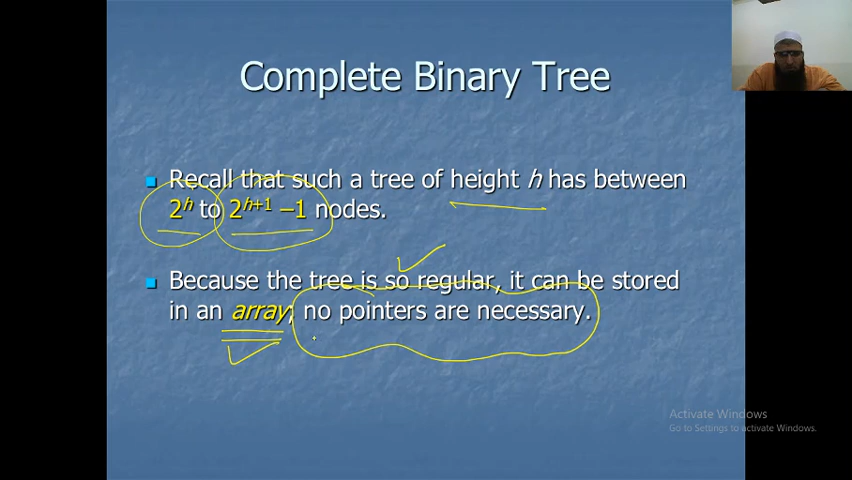 Complete Binary Tree
Recall that such a tree of height h has between
2^h to 2^h+1 –1 nodes.
Because the tree is so regular, it can be stored
in an array; no pointers are necessary.
Activate Windows
Go to Settings to activate Windows.